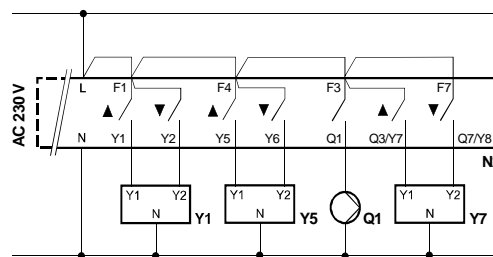 AC 230 V
L F1 F4 F3 F7
N Y1 Y2 Y5 Y6 Q1 Q3/Y7 Q7/Y8
N
Y1 Y2 Y1 Y2 Y1 Y2
N Y1 N Y5 Q1 N Y7